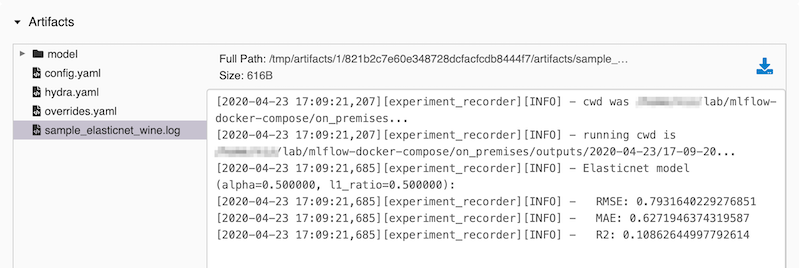 Artifacts
model
config.yaml
hydra.yaml
overrides.yaml
sample_elasticnet_wine.log
Full Path: /tmp/artifacts/1/821b2c7e60e348728dcfacfcdb8444f7/artifacts/sample_...
Size: 616B
[2020-04-23 17:09:21,207][experiment_recorder][INFO] - cwd was lab/mlflow-
docker-compose/on_premises...
[2020-04-23 17:09:21,207][experiment_recorder][INFO] - running cwd is
/lab/mlflow-docker-compose/on_premises/outputs/2020-04-23/17-09-20...
[2020-04-23 17:09:21,685][experiment_recorder][INFO] - Elasticnet model
(alpha=0.500000, l1_ratio=0.500000):
[2020-04-23 17:09:21,685][experiment_recorder][INFO] -   RMSE: 0.7931640229276851
[2020-04-23 17:09:21,685][experiment_recorder][INFO] -   MAE: 0.6271946374319587
[2020-04-23 17:09:21,685][experiment_recorder][INFO] -   R2: 0.10862644997792614